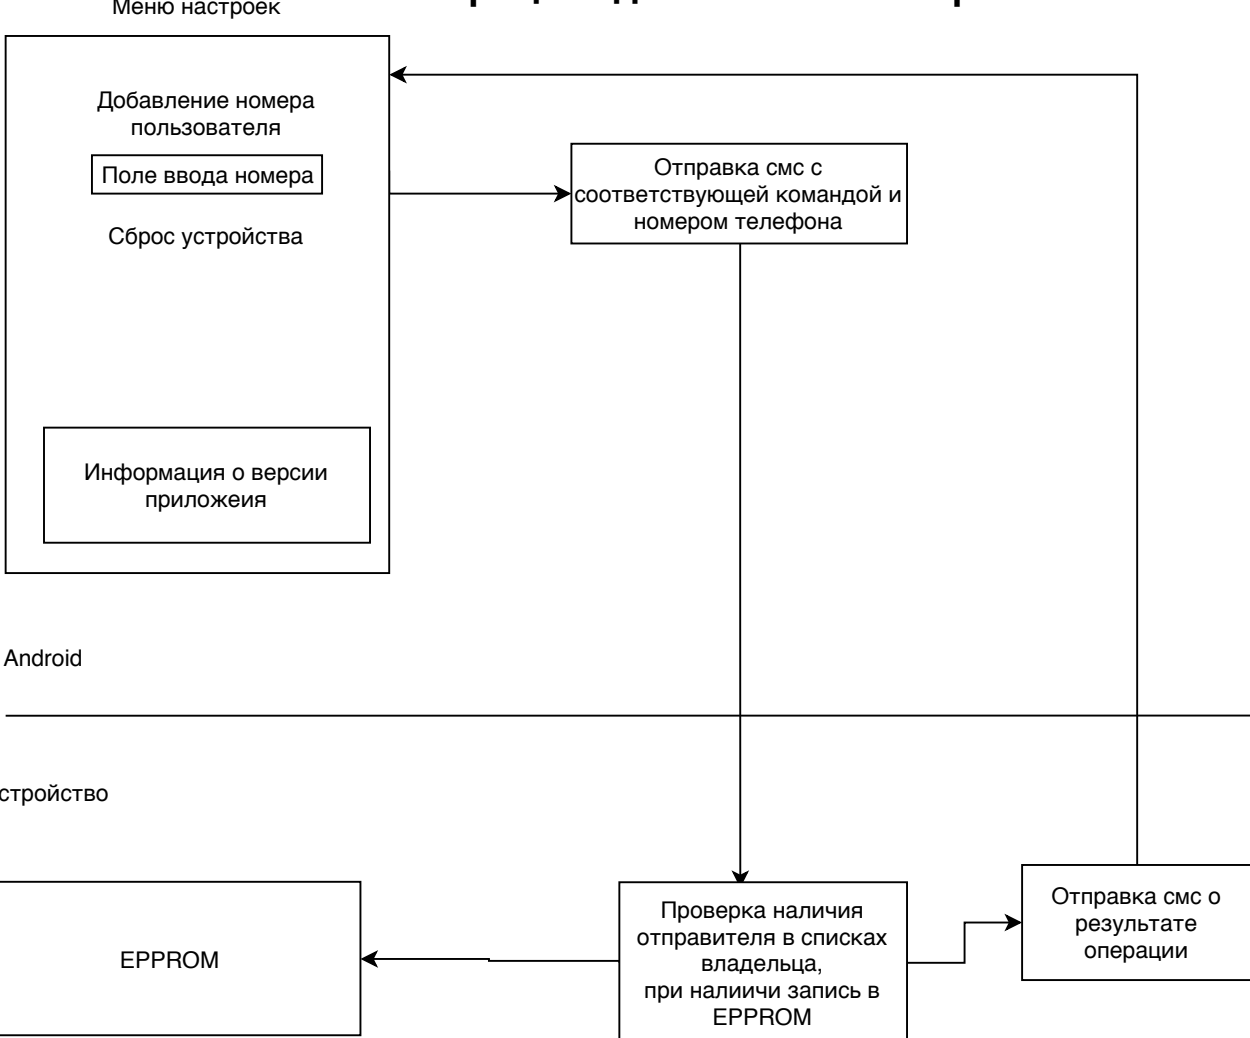 Меню настроек
Добавление номера
пользователя
Поле ввода номера
Сброс устройства
Отправка смс с
соответствующей командой и
номером телефона
Информация о версии
приложеия
Android
стройство
EPPROM
Проверка наличия
отправителя в списках
владельца,
при налиичи запись в
EPPROM
Отправка смс о
результате
операции